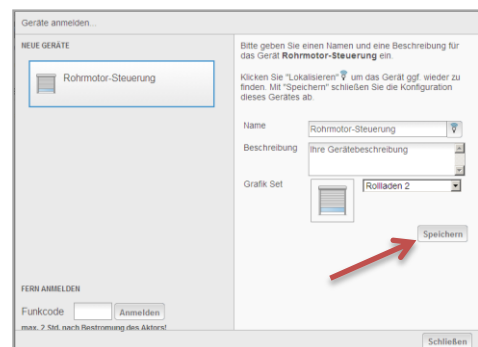 Geräte anmelden...
NEUE GERÄTE
Rohrmotor-Steuerung
FERN ANMELDEN
Funkcode
Anmelden
max. 2 Std. nach Bestromung des Aktors!
Bitte geben Sie einen Namen und eine Beschreibung für
das Gerät Rohrmotor-Steuerung ein.
Klicken Sie "Lokalisieren" um das Gerät ggf. wieder zu
finden. Mit "Speichern" schließen Sie die Konfiguration
dieses Gerätes ab.
Name
Rohrmotor-Steuerung
Beschreibung
Ihre Gerätebeschreibung
Grafik Set
Rollladen 2
Speichern
Schließen